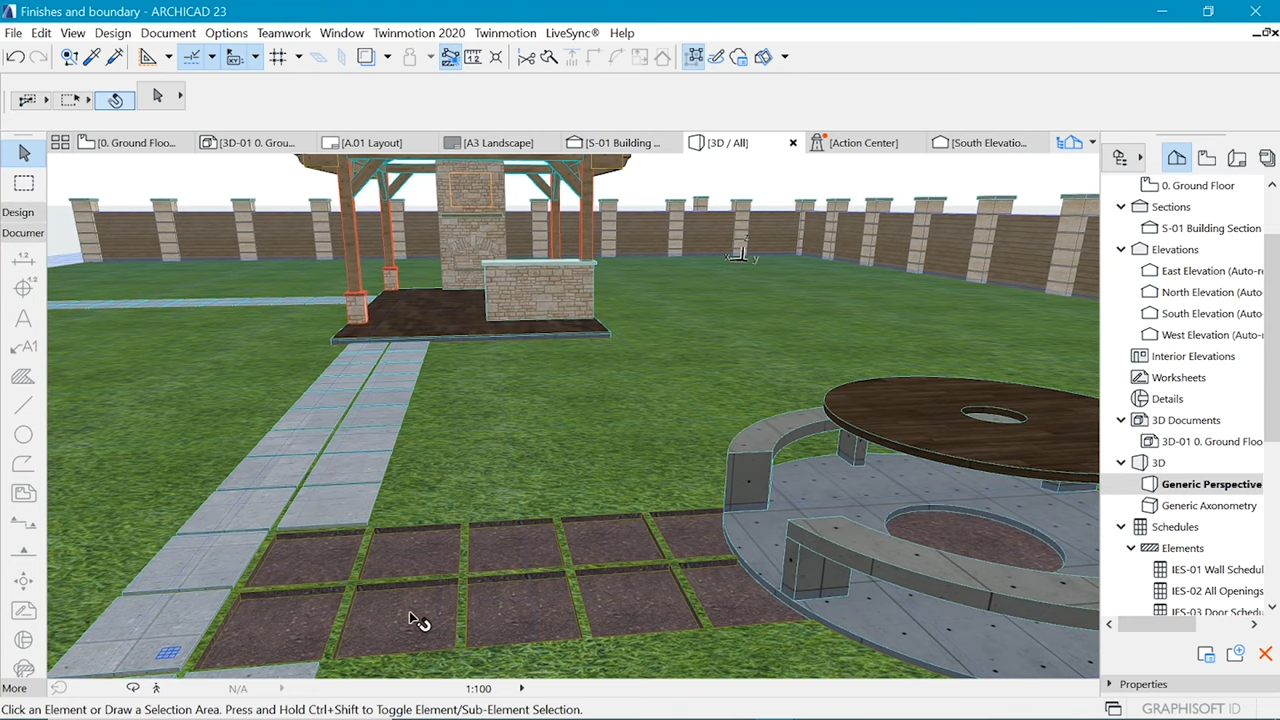 Finishes and boundary - ARCHICAD 23
File Edit View Design Document Options Teamwork Window Twinmotion 2020 Twinmotion LiveSync® Help
[0. Ground Floo... [3D-01 0. Grou... [A.01 Layout] [A3 Landscape] [S-01 Building ... [3D / All] [Action Center] [South Elevatio...
Design
Documer
A
A1
More
0. Ground Floor
Sections
S-01 Building Section
Elevations
East Elevation (Auto-r
North Elevation (Auto
South Elevation (Auto-
West Elevation (Auto-
Interior Elevations
Worksheets
Details
3D Documents
3D-01 0. Ground Floo
3D
Generic Perspective
Generic Axonometry
Schedules
Elements
IES-01 Wall Schedul
IES-02 All Openings
IES-03 Door Schedu
Properties
x y z
N/A 1:100
Click an Element or Draw a Selection Area. Press and Hold Ctrl+Shift to Toggle Element/Sub-Element Selection.
GRAPHISOFT ID